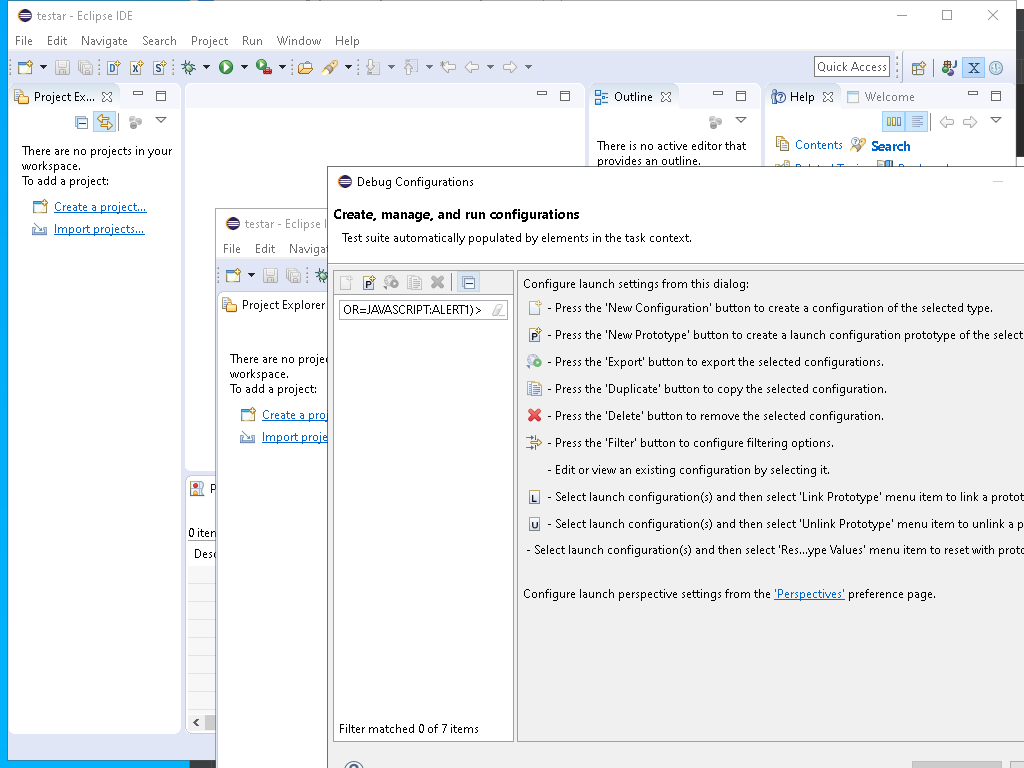 testar - Eclipse IDE
File Edit Navigate Search Project Run Window Help
Quick Access
Project Ex...
There are no projects in your
workspace.
To add a project:
Create a project...
Import projects...
Outline
There is no active editor that
provides an outline.
Help
Welcome
Contents
Search
testar - Eclipse I
File Edit Naviga
Project Explorer
There are no projec
workspace.
To add a project:
Create a proj
Import projec
P
0 item
Desc
Debug Configurations
Create, manage, and run configurations
Test suite automatically populated by elements in the task context.
OR=JAVASCRIPT:ALERT1)>
Filter matched 0 of 7 items
Configure launch settings from this dialog:
- Press the 'New Configuration' button to create a configuration of the selected type.
- Press the 'New Prototype' button to create a launch configuration prototype of the select
- Press the 'Export' button to export the selected configurations.
- Press the 'Duplicate' button to copy the selected configuration.
- Press the 'Delete' button to remove the selected configuration.
- Press the 'Filter' button to configure filtering options.
- Edit or view an existing configuration by selecting it.
- Select launch configuration(s) and then select 'Link Prototype' menu item to link a protot
- Select launch configuration(s) and then select 'Unlink Prototype' menu item to unlink a p
- Select launch configuration(s) and then select 'Res...ype Values' menu item to reset with proto
Configure launch perspective settings from the 'Perspectives' preference page.